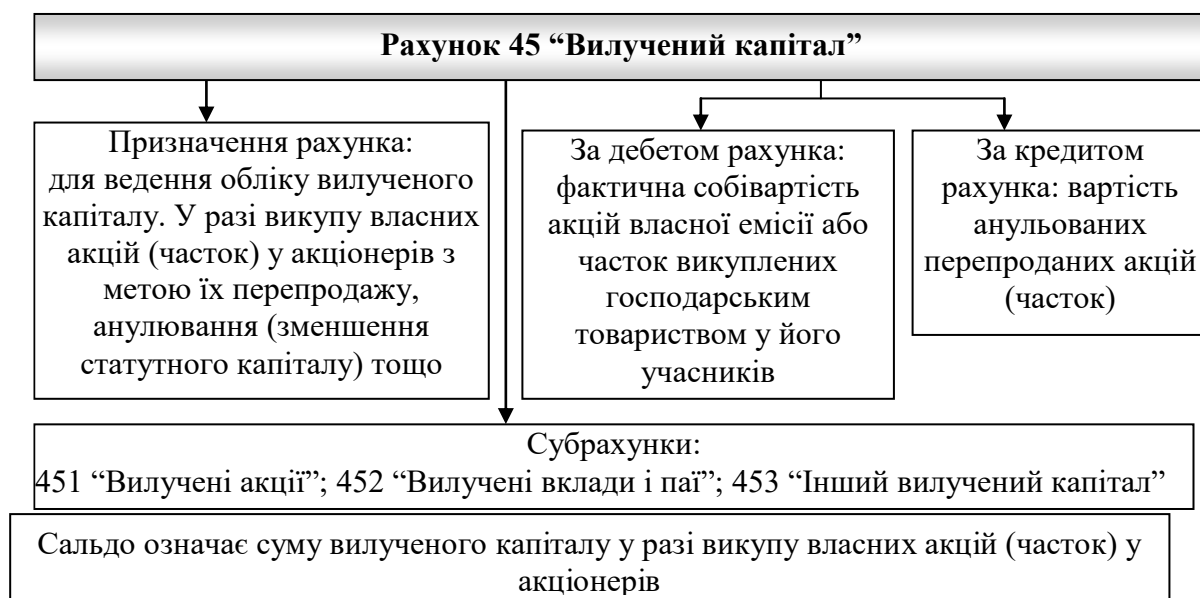 Рахунок 45 “Вилучений капітал”
Призначення рахунка:
для ведення обліку вилученого
капіталу. У разі викупу власних
акцій (часток) у акціонерів з
метою їх перепродажу,
анулювання (зменшення
статутного капіталу) тощо
За дебетом рахунка:
фактична собівартість
акцій власної емісії або
часток викуплених
господарським
товариством у його
учасників
За кредитом
рахунка: вартість
анульованих
перепроданих акцій
(часток)
Субрахунки:
451 “Вилучені акції”; 452 “Вилучені вклади і паї”; 453 “Інший вилучений капітал”
Сальдо означає суму вилученого капіталу у разі викупу власних акцій (часток) у
акціонерів